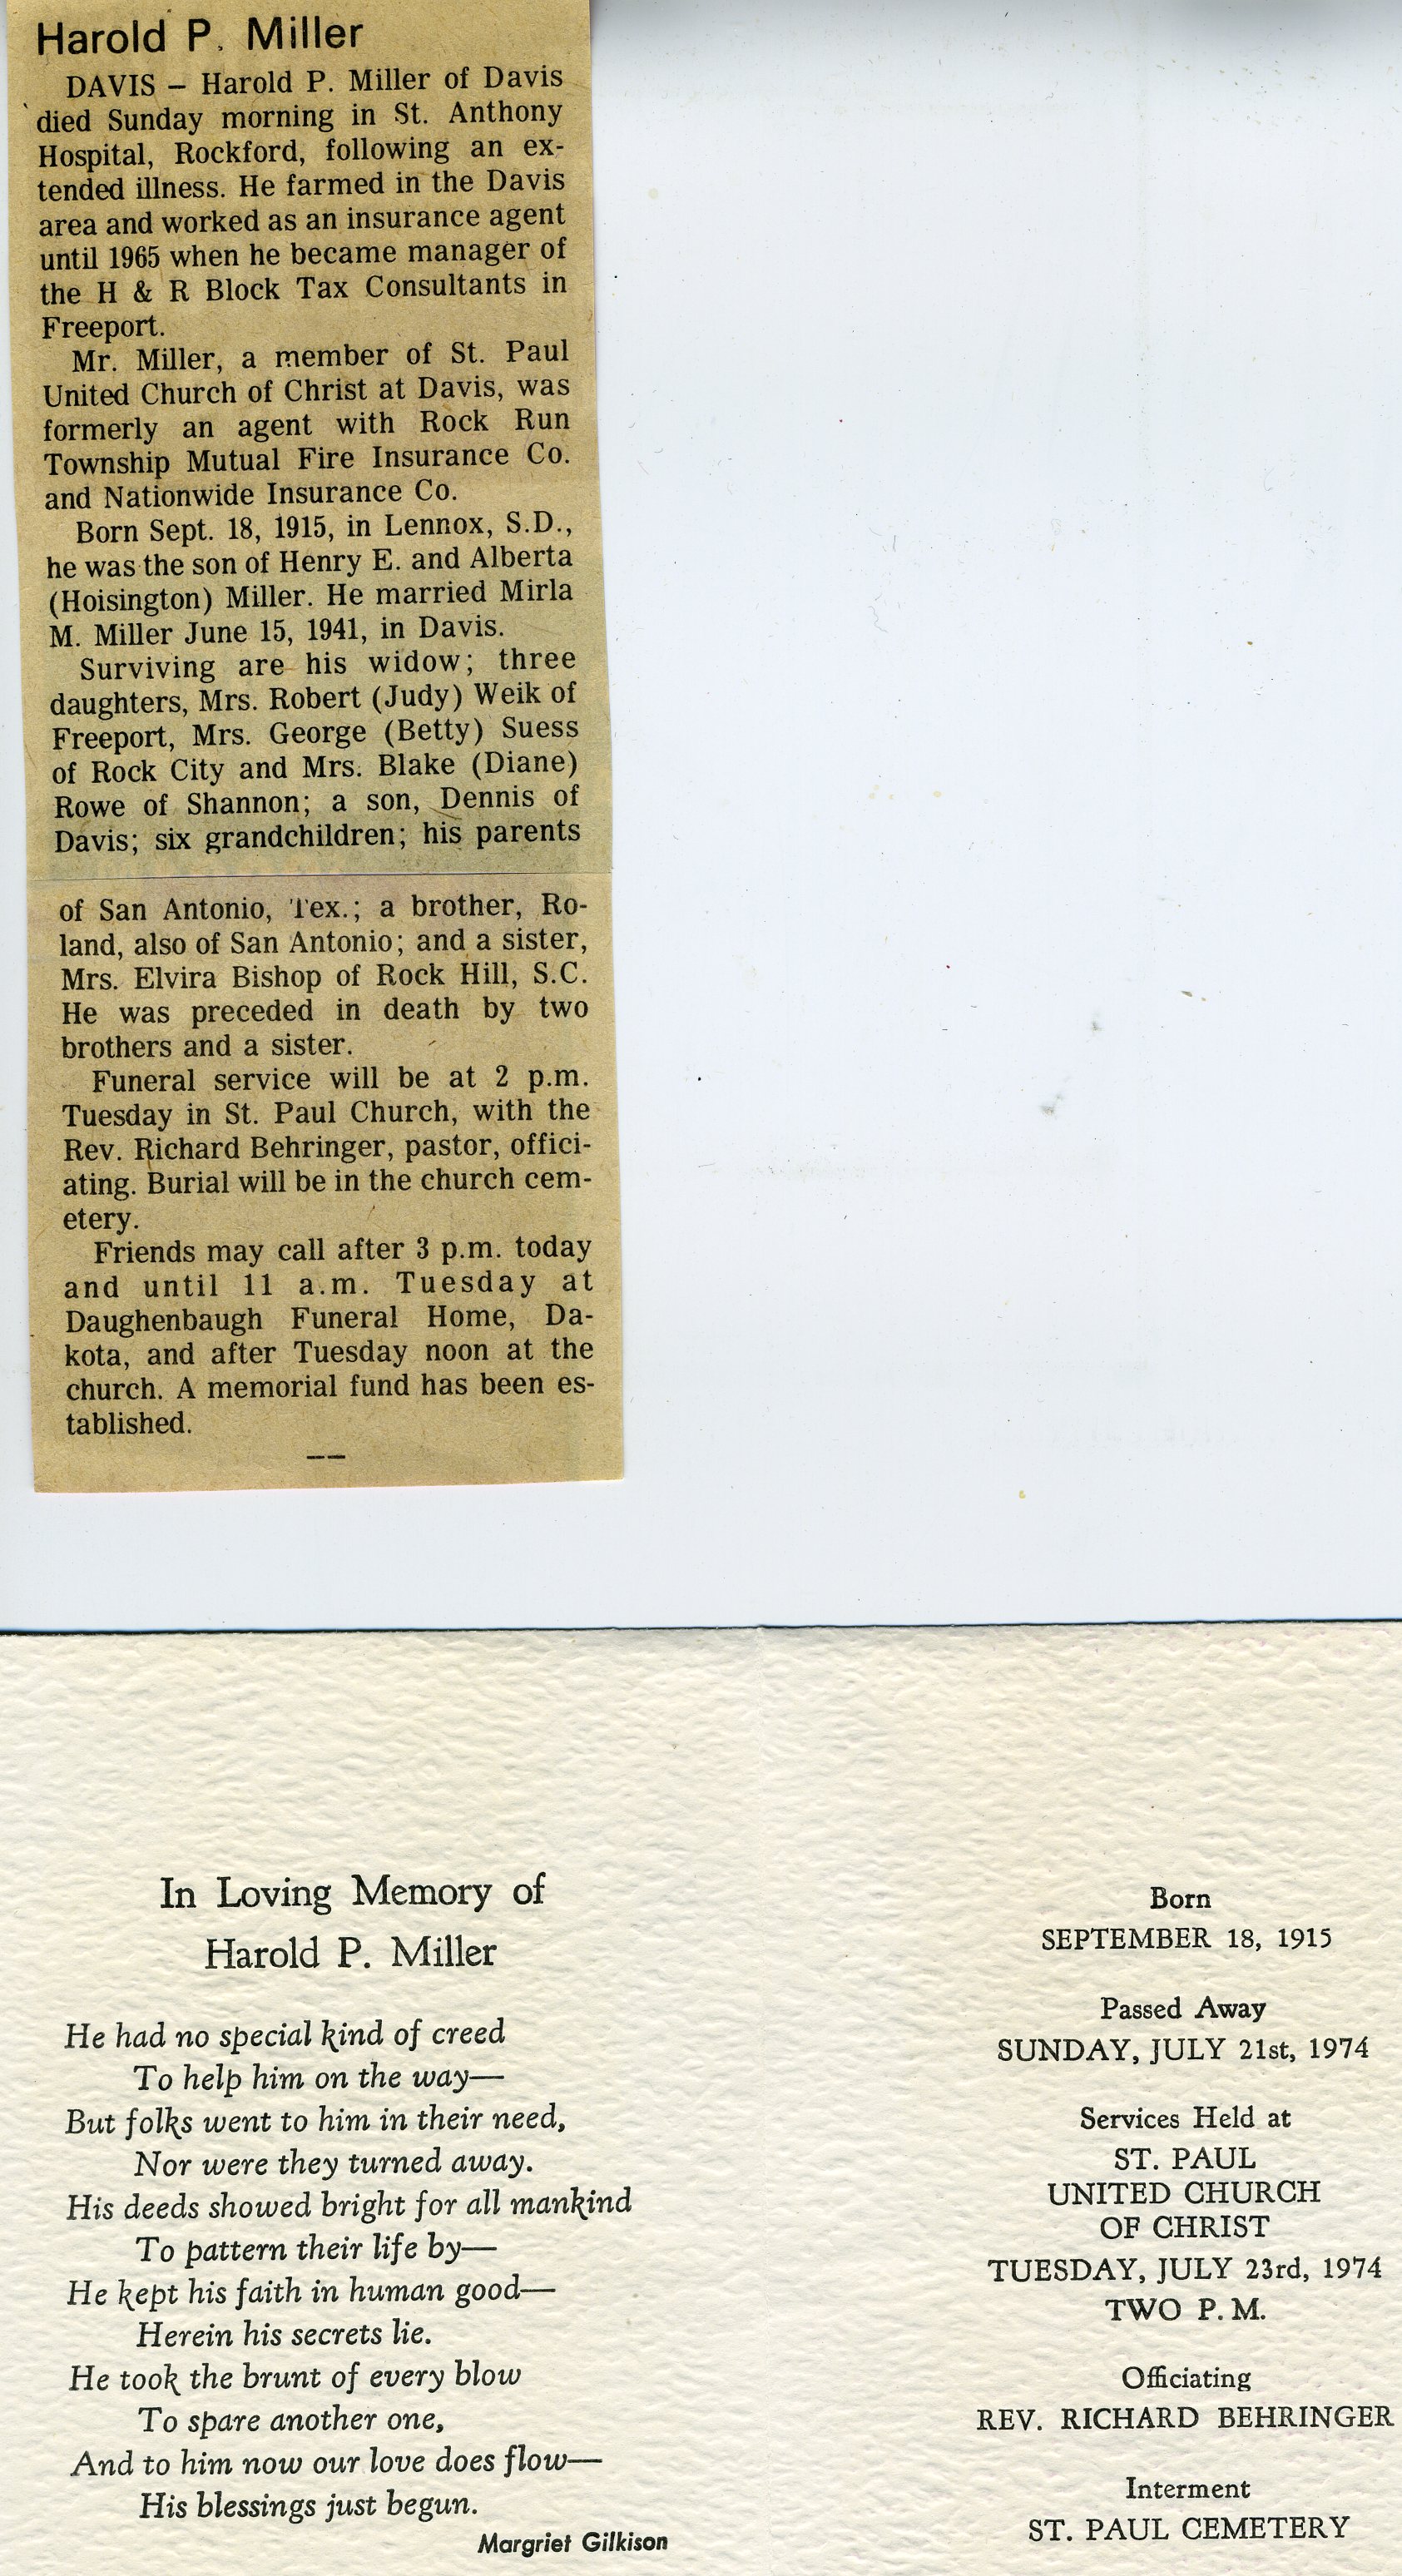 Harold P. Miller
DAVIS – Harold P. Miller of Davis
died Sunday morning in St. Anthony
Hospital, Rockford, following an ex-
tended illness. He farmed in the Davis
area and worked as an insurance agent
until 1965 when he became manager of
the H & R Block Tax Consultants in
Freeport.
Mr. Miller, a member of St. Paul
United Church of Christ at Davis, was
formerly an agent with Rock Run
Township Mutual Fire Insurance Co.
and Nationwide Insurance Co.
Born Sept. 18, 1915, in Lennox, S.D.,
he was the son of Henry E. and Alberta
(Hoisington) Miller. He married Mirla
M. Miller June 15, 1941, in Davis.
Surviving are his widow; three
daughters, Mrs. Robert (Judy) Weik of
Freeport, Mrs. George (Betty) Suess
of Rock City and Mrs. Blake (Diane)
Rowe of Shannon; a son, Dennis of
Davis; six grandchildren; his parents
of San Antonio, Tex.; a brother, Ro-
land, also of San Antonio; and a sister,
Mrs. Elvira Bishop of Rock Hill, S.C.
He was preceded in death by two
brothers and a sister.
Funeral service will be at 2 p.m.
Tuesday in St. Paul Church, with the
Rev. Richard Behringer, pastor, offici-
ating. Burial will be in the church cem-
etery.
Friends may call after 3 p.m. today
and until 11 a.m. Tuesday at
Daughenbaugh Funeral Home, Da-
kota, and after Tuesday noon at the
church. A memorial fund has been es-
tablished.
In Loving Memory of
Harold P. Miller
He had no special kind of creed
To help him on the way—
But folks went to him in their need,
Nor were they turned away.
His deeds showed bright for all mankind
To pattern their life by—
He kept his faith in human good—
Herein his secrets lie.
He took the brunt of every blow
To spare another one,
And to him now our love does flow—
His blessings just begun.
Margriet Gilkison
Born
SEPTEMBER 18, 1915
Passed Away
SUNDAY, JULY 21st, 1974
Services Held at
ST. PAUL
UNITED CHURCH
OF CHRIST
TUESDAY, JULY 23rd, 1974
TWO P. M.
Officiating
REV. RICHARD BEHRINGER
Interment
ST. PAUL CEMETERY